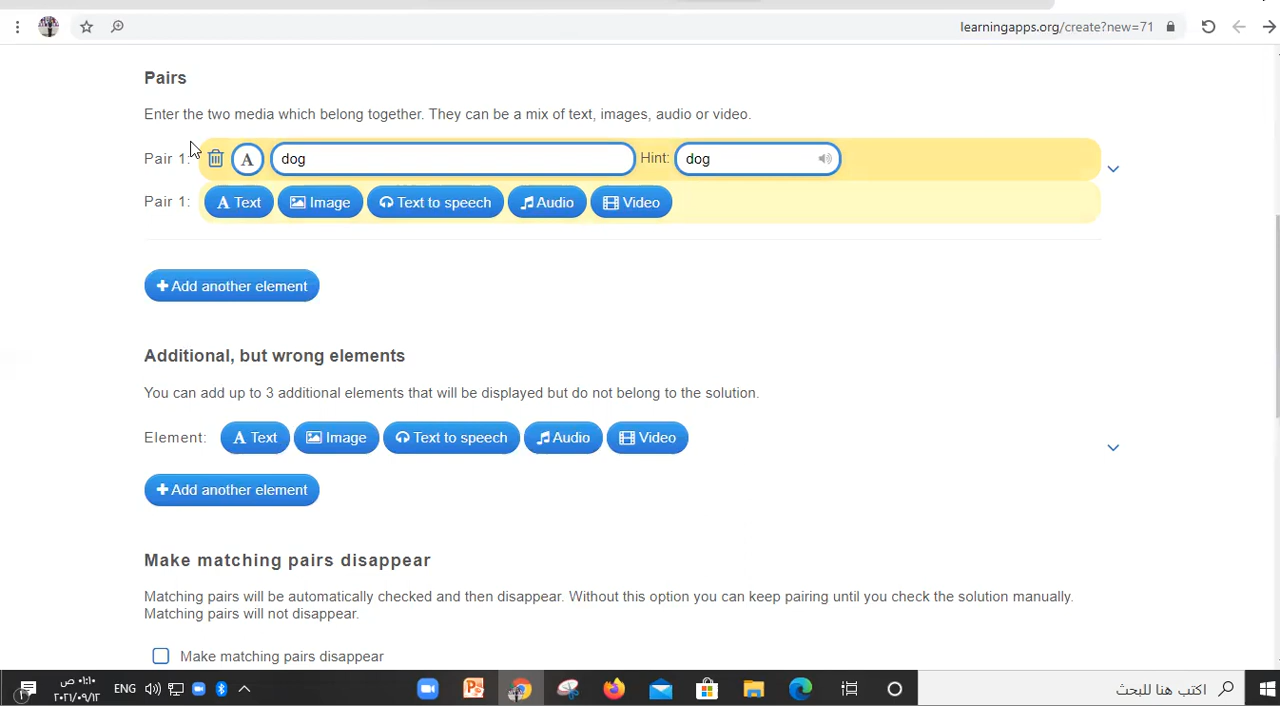 learningapps.org/create?new=71
Pairs
Enter the two media which belong together. They can be a mix of text, images, audio or video.
Pair 1: A dog Hint: dog
Pair 1: A Text Image Text to speech Audio Video
Add another element
Additional, but wrong elements
You can add up to 3 additional elements that will be displayed but do not belong to the solution.
Element: A Text Image Text to speech Audio Video
Add another element
Make matching pairs disappear
Matching pairs will be automatically checked and then disappear. Without this option you can keep pairing until you check the solution manually.
Matching pairs will not disappear.
Make matching pairs disappear
٠١:١٠ ص
ENG
٢٠٢١/٠٩/١٢
اكتب هنا للبحث